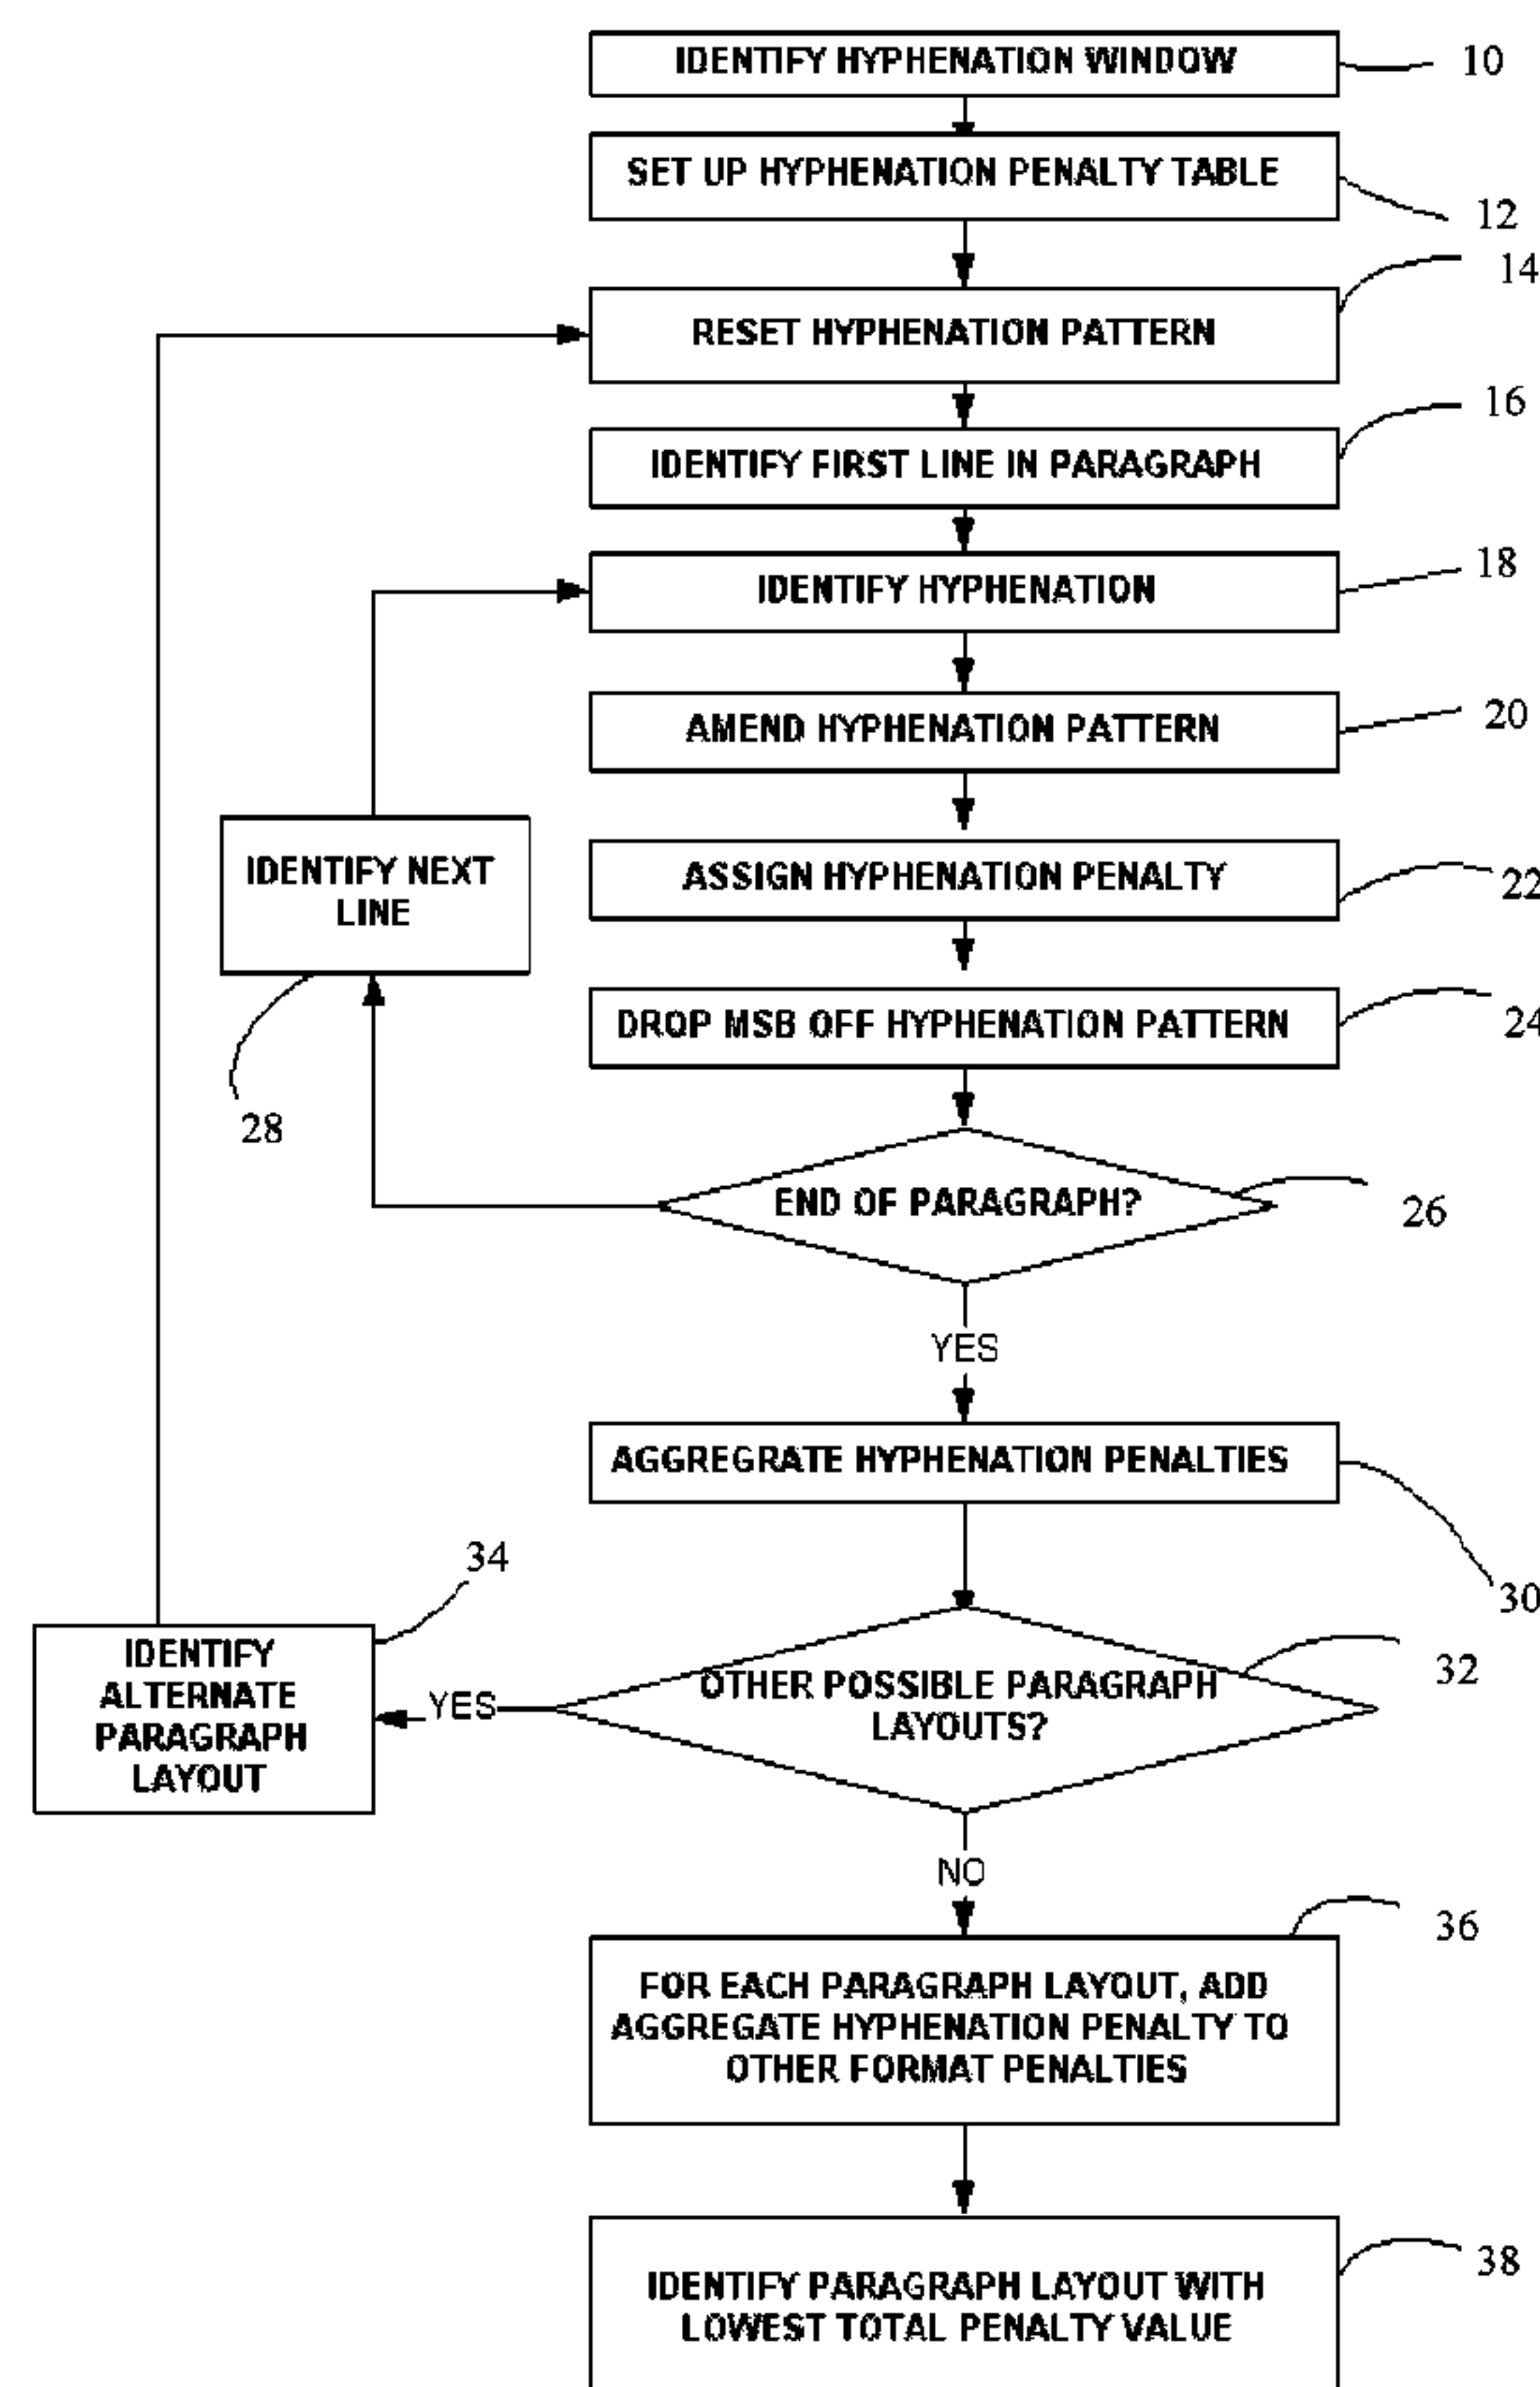 IDENTIFY HYPHENATION WINDOW
10
SET UP HYPHENATION PENALTY TABLE
12
14
RESET HYPHENATION PATTERN
16
IDENTIFY FIRST LINE IN PARAGRAPH
18
IDENTIFY HYPHENATION
20
AMEND HYPHENATION PATTERN
IDENTIFY NEXT
LINE
28
ASSIGN HYPHENATION PENALTY
22
DROP MSB OFF HYPHENATION PATTERN
24
END OF PARAGRAPH?
26
YES
AGGREGRATE HYPHENATION PENALTIES
30
34
IDENTIFY
ALTERNATE
PARAGRAPH
LAYOUT
YES
OTHER POSSIBLE PARAGRAPH
LAYOUTS?
32
NO
36
FOR EACH PARAGRAPH LAYOUT, ADD
AGGREGATE HYPHENATION PENALTY TO
OTHER FORMAT PENALTIES
38
IDENTIFY PARAGRAPH LAYOUT WITH
LOWEST TOTAL PENALTY VALUE